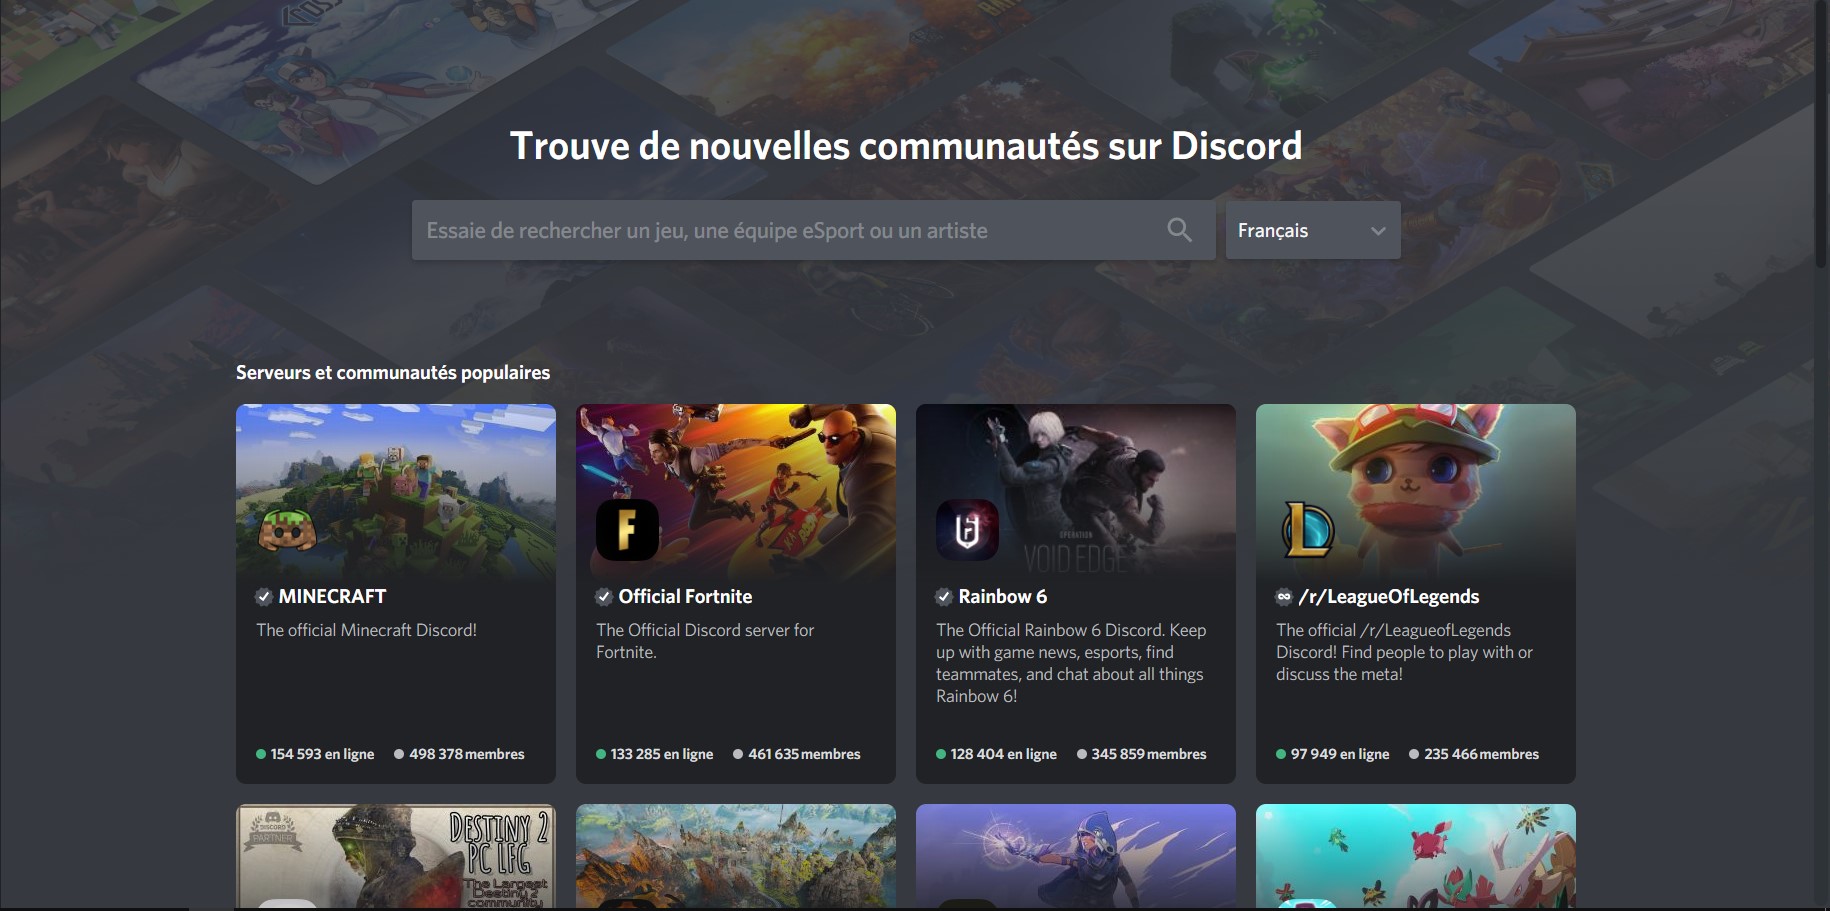 Trouve de nouvelles communautés sur Discord
Essaie de rechercher un jeu, une équipe eSport ou un artiste
Français
Serveurs et communautés populaires
OPERATION
VOID EDGE
MINECRAFT
The official Minecraft Discord!
154 593 en ligne 498 378 membres
Official Fortnite
The Official Discord server for
Fortnite.
133 285 en ligne 461 635 membres
Rainbow 6
The Official Rainbow 6 Discord. Keep
up with game news, esports, find
teammates, and chat about all things
Rainbow 6!
128 404 en ligne 345 859 membres
/r/LeagueOfLegends
The official /r/LeagueofLegends
Discord! Find people to play with or
discuss the meta!
97 949 en ligne 235 466 membres
DISCORD
PARTNER
DESTINY 2
PC LFG
The Largest
Destiny 2
community